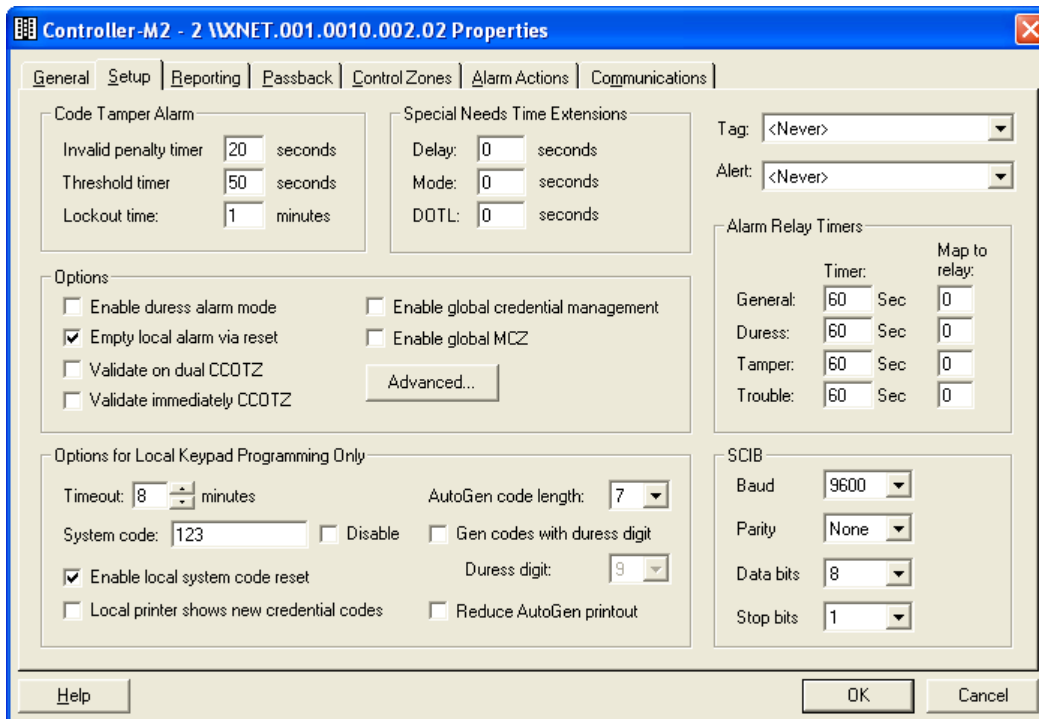 Controller-M2 - 2 \\XNET.001.0010.002.02 Properties
General Setup Reporting Passback Control Zones Alarm Actions Communications
Code Tamper Alarm
Invalid penalty timer 20 seconds
Threshold timer 50 seconds
Lockout time: 1 minutes
Special Needs Time Extensions
Delay: 0 seconds
Mode: 0 seconds
DOTL: 0 seconds
Tag: <Never>
Alert: <Never>
Options
Enable duress alarm mode
Empty local alarm via reset
Validate on dual CCOTZ
Validate immediately CCOTZ
Enable global credential management
Enable global MCZ
Advanced...
Alarm Relay Timers
Timer: Map to relay:
General: 60 Sec 0
Duress: 60 Sec 0
Tamper: 60 Sec 0
Trouble: 60 Sec 0
Options for Local Keypad Programming Only
Timeout: 8 minutes
System code: 123 Disable
Enable local system code reset
Local printer shows new credential codes
AutoGen code length: 7
Gen codes with duress digit
Duress digit: 9
Reduce AutoGen printout
SCIB
Baud 9600
Parity None
Data bits 8
Stop bits 1
Help OK Cancel